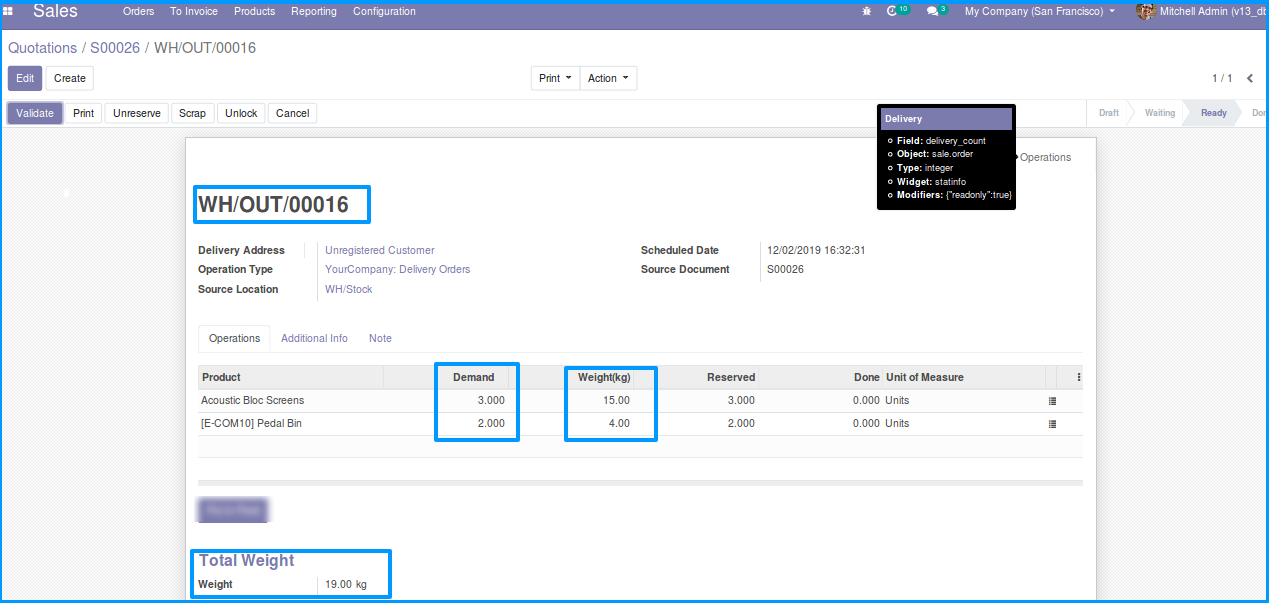 Sales Orders To Invoice Products Reporting Configuration 10 3 My Company (San Francisco) Mitchell Admin (v13_db
Quotations / S00026 / WH/OUT/00016
Edit Create Print Action 1 / 1
Validate Print Unreserve Scrap Unlock Cancel Draft Waiting Ready Don
Delivery
Field: delivery_count
Object: sale.order
Type: integer
Widget: statinfo
Modifiers: {"readonly":true}
Operations
WH/OUT/00016
Delivery Address Unregistered Customer Scheduled Date 12/02/2019 16:32:31
Operation Type YourCompany: Delivery Orders Source Document S00026
Source Location WH/Stock
Operations Additional Info Note
Product Demand Weight(kg) Reserved Done Unit of Measure
Acoustic Bloc Screens 3.000 15.00 3.000 0.000 Units
[E-COM10] Pedal Bin 2.000 4.00 2.000 0.000 Units
Total Weight
Weight 19.00 kg